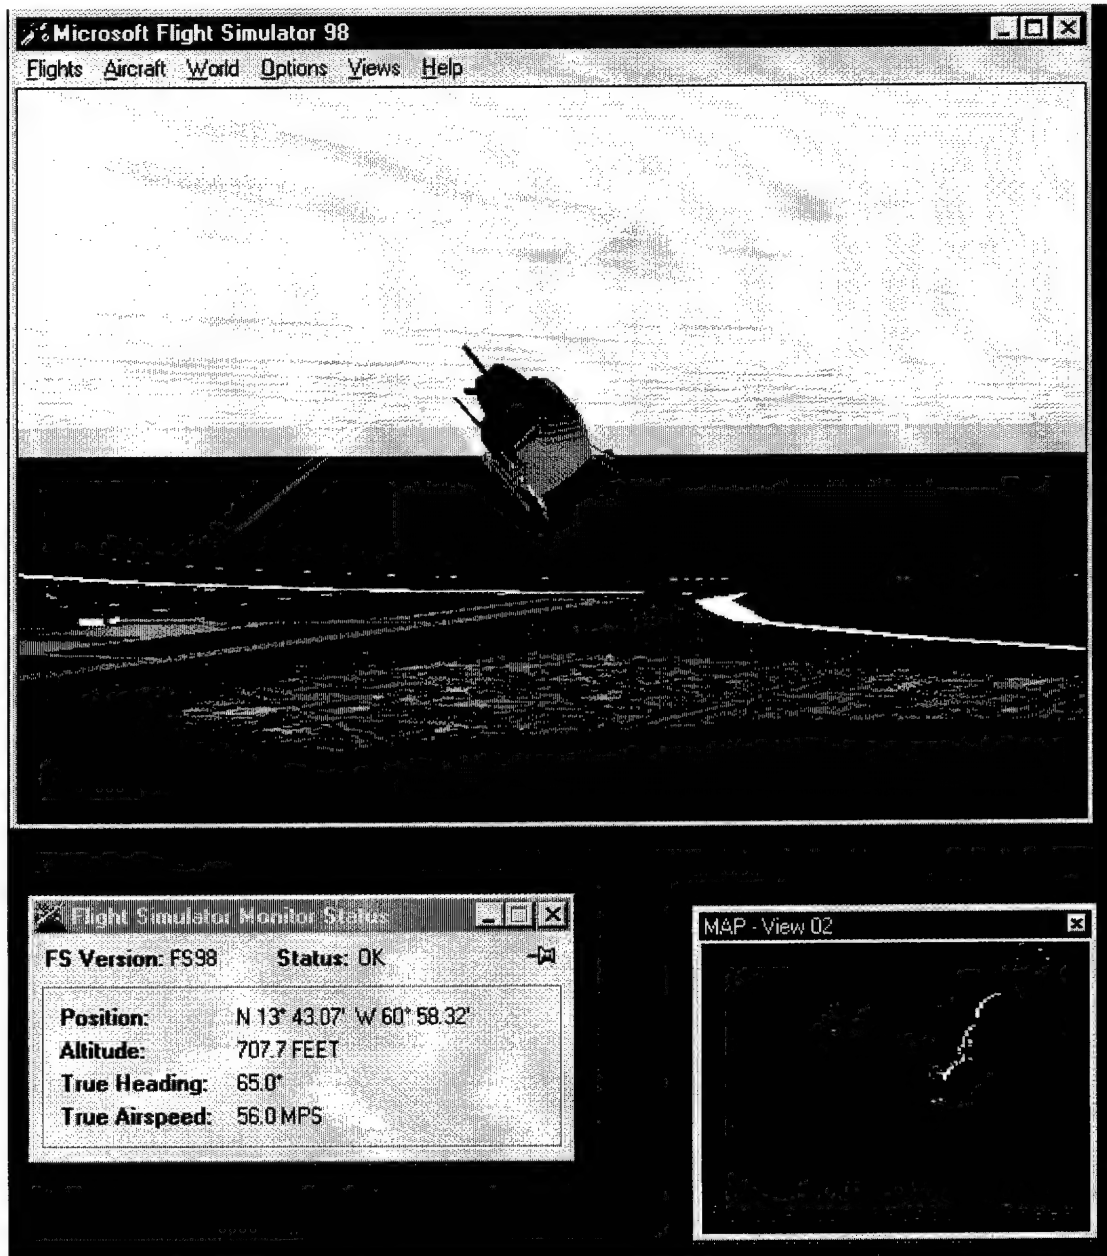 Microsoft Flight Simulator 98
Flights Aircraft World Options Views Help
Flight Simulator Monitor Status
FS Version: FS98 Status: OK
Position: N 13° 43.07' W 60° 58.32'
Altitude: 707.7 FEET
True Heading: 65.0°
True Airspeed: 56.0 MPS
MAP - View 02